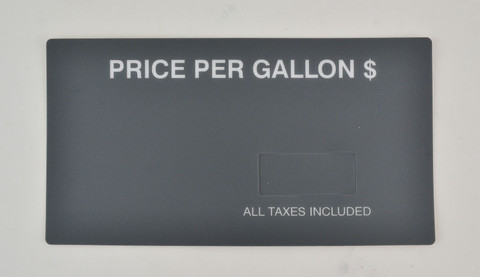 PRICE PER GALLON $
ALL TAXES INCLUDED